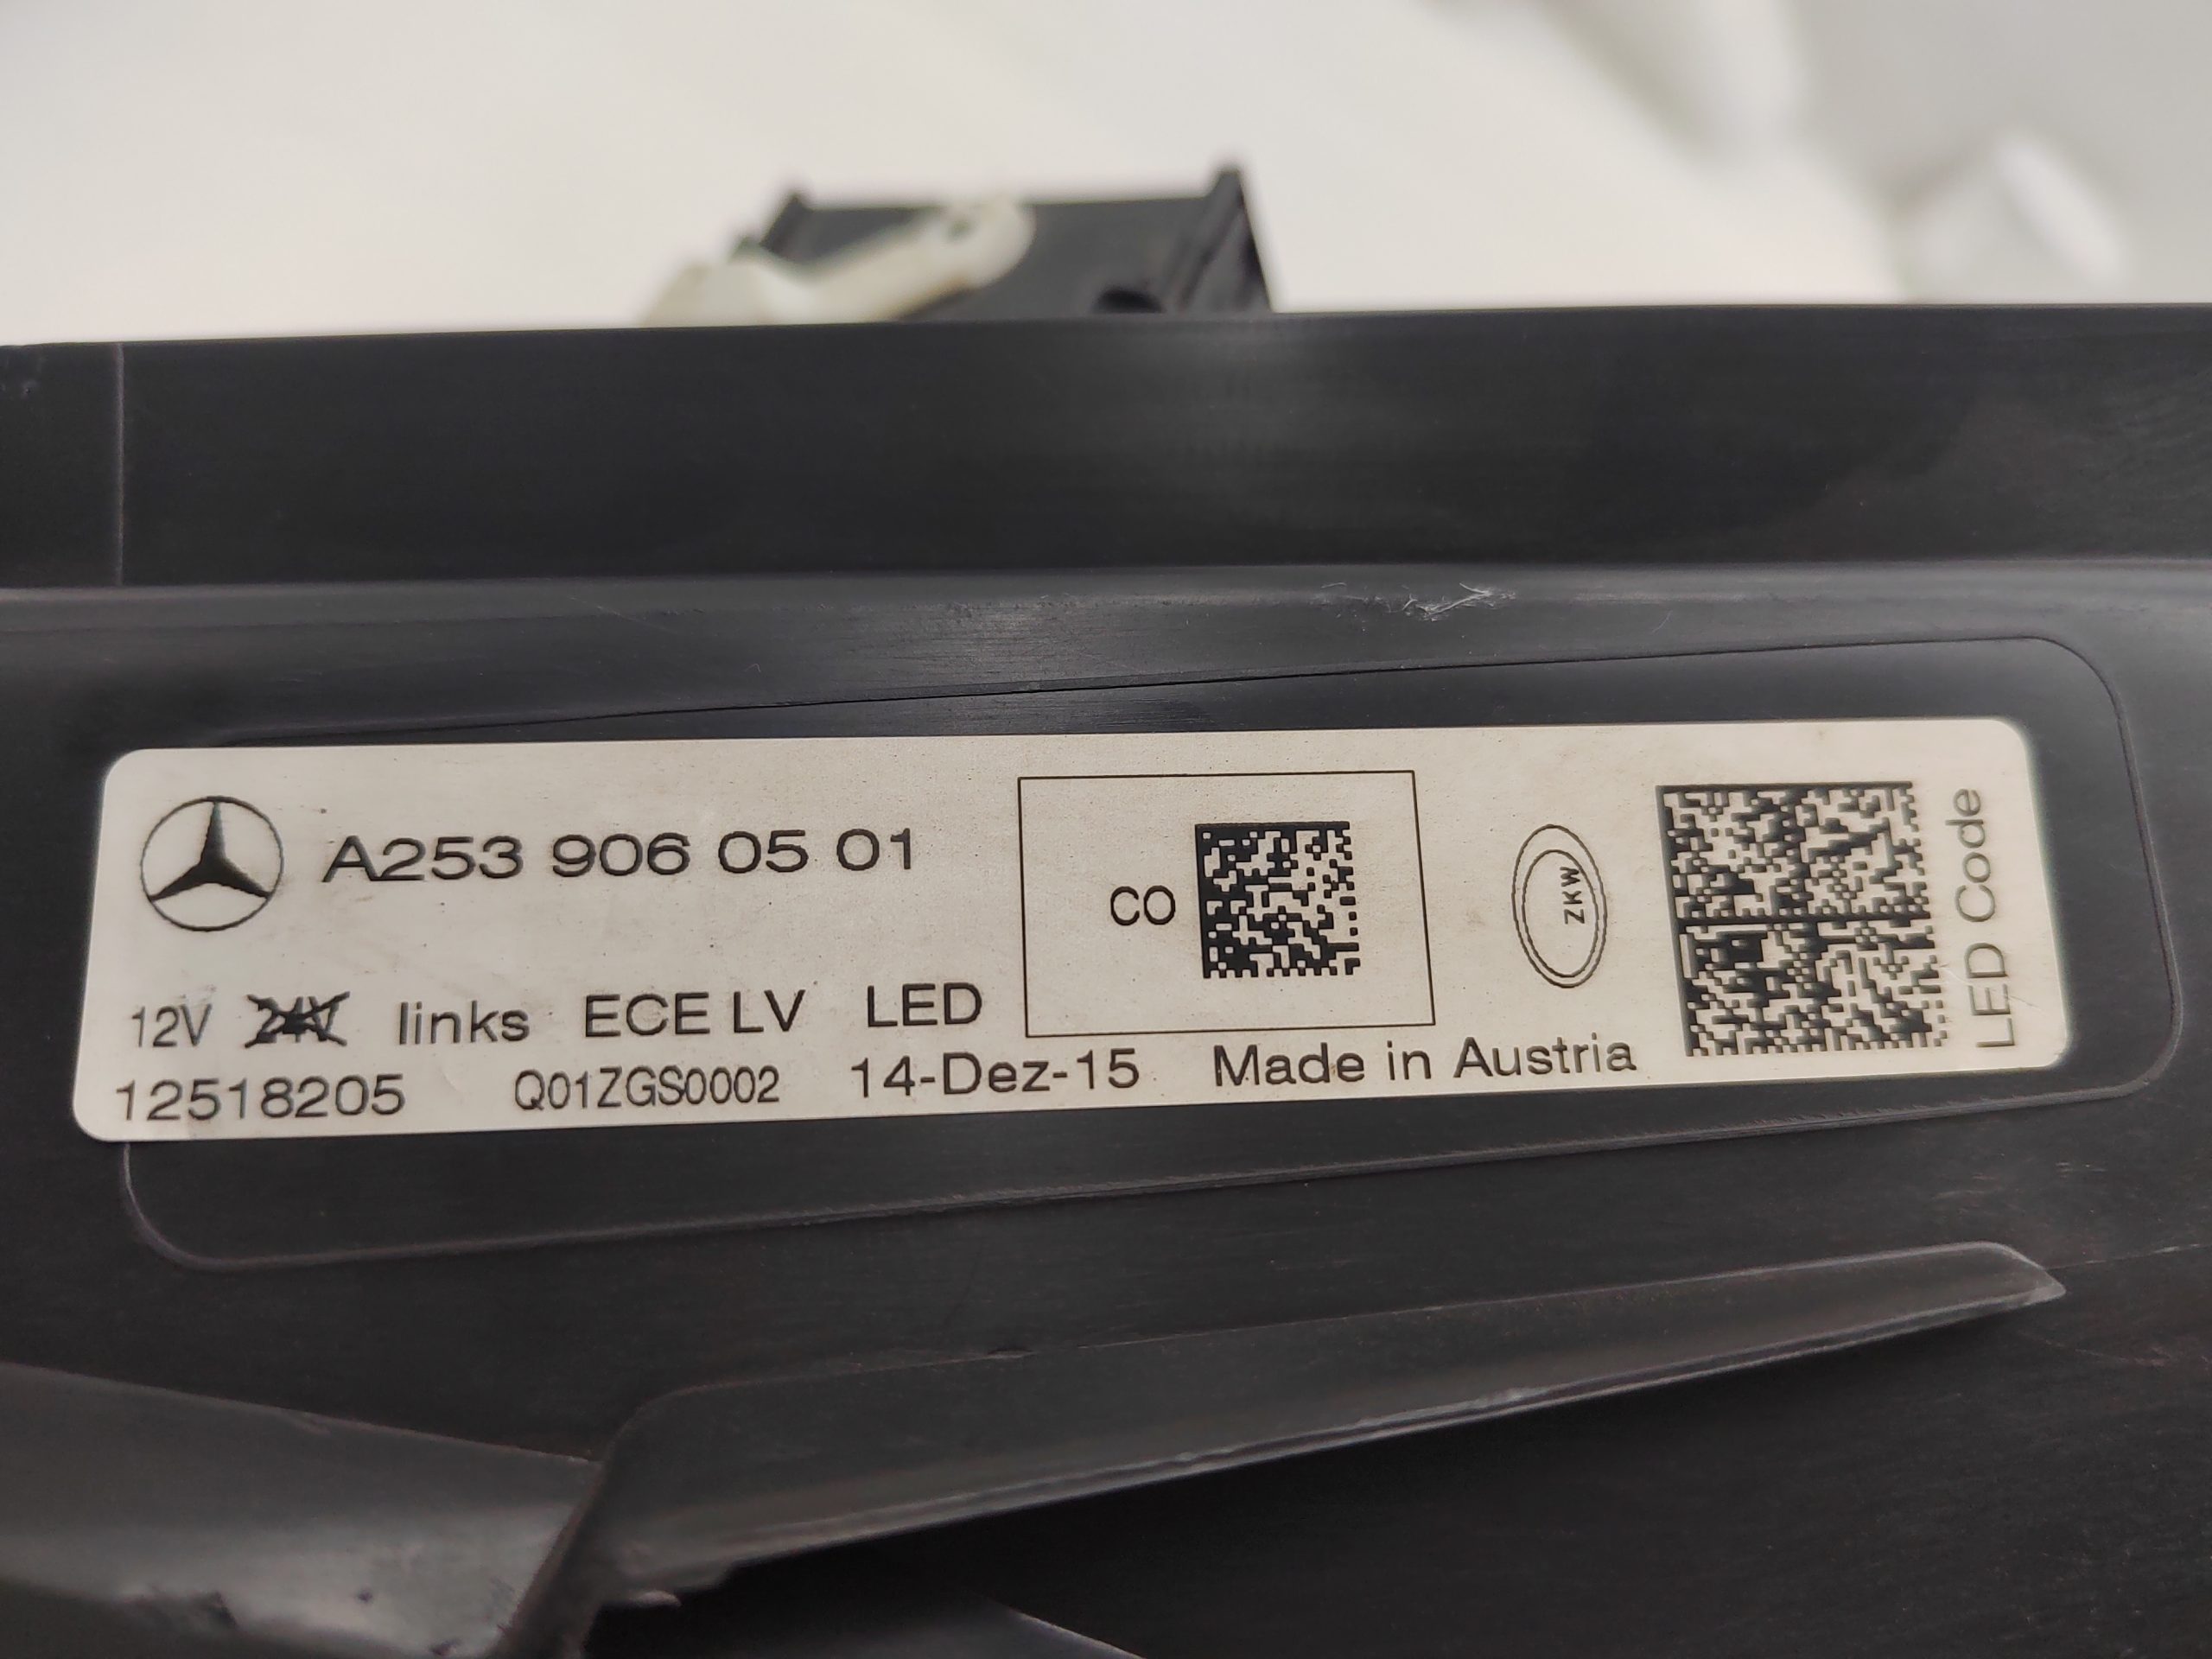 A253 906 05 01
CO
ZKW
LED Code
12V 24V links ECE LV LED
12518205 Q01ZGS0002 14-Dez-15 Made in Austria